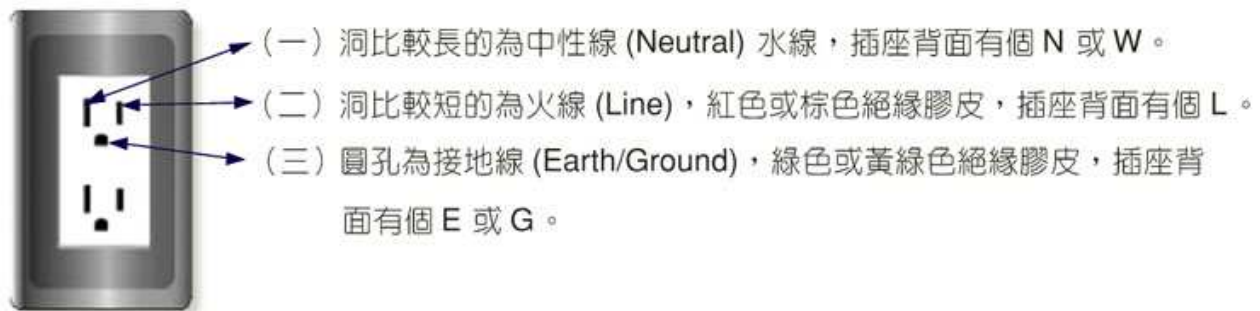 （一）洞比較長的為中性線 (Neutral) 水線，插座背面有個 N 或 W。
（二）洞比較短的為火線 (Line)，紅色或棕色絕緣膠皮，插座背面有個 L。
（三）圓孔為接地線 (Earth/Ground)，綠色或黃綠色絕緣膠皮，插座背
面有個 E 或 G。